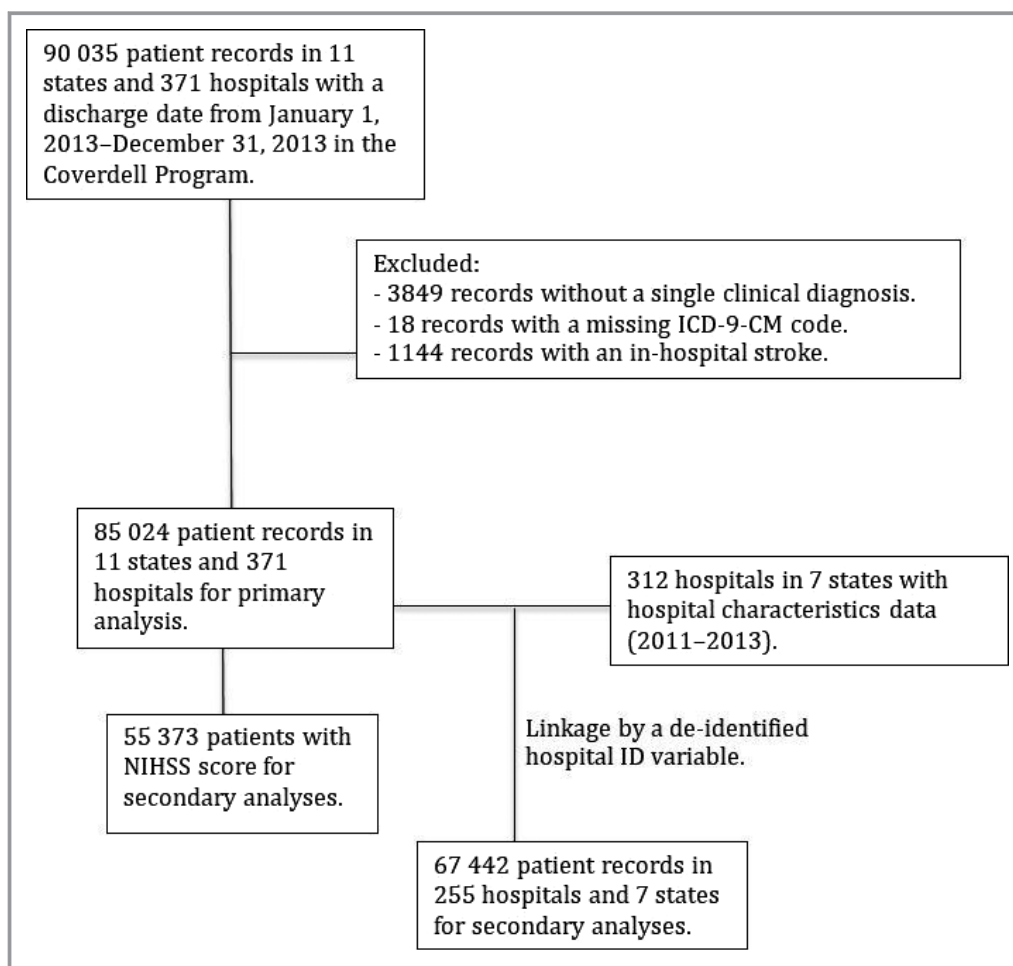 90 035 patient records in 11
states and 371 hospitals with a
discharge date from January 1,
2013–December 31, 2013 in the
Coverdell Program.
Excluded:
- 3849 records without a single clinical diagnosis.
- 18 records with a missing ICD-9-CM code.
- 1144 records with an in-hospital stroke.
85 024 patient records in
11 states and 371
hospitals for primary
analysis.
312 hospitals in 7 states with
hospital characteristics data
(2011–2013).
55 373 patients with
NIHSS score for
secondary analyses.
Linkage by a de-identified
hospital ID variable.
67 442 patient records in
255 hospitals and 7 states
for secondary analyses.